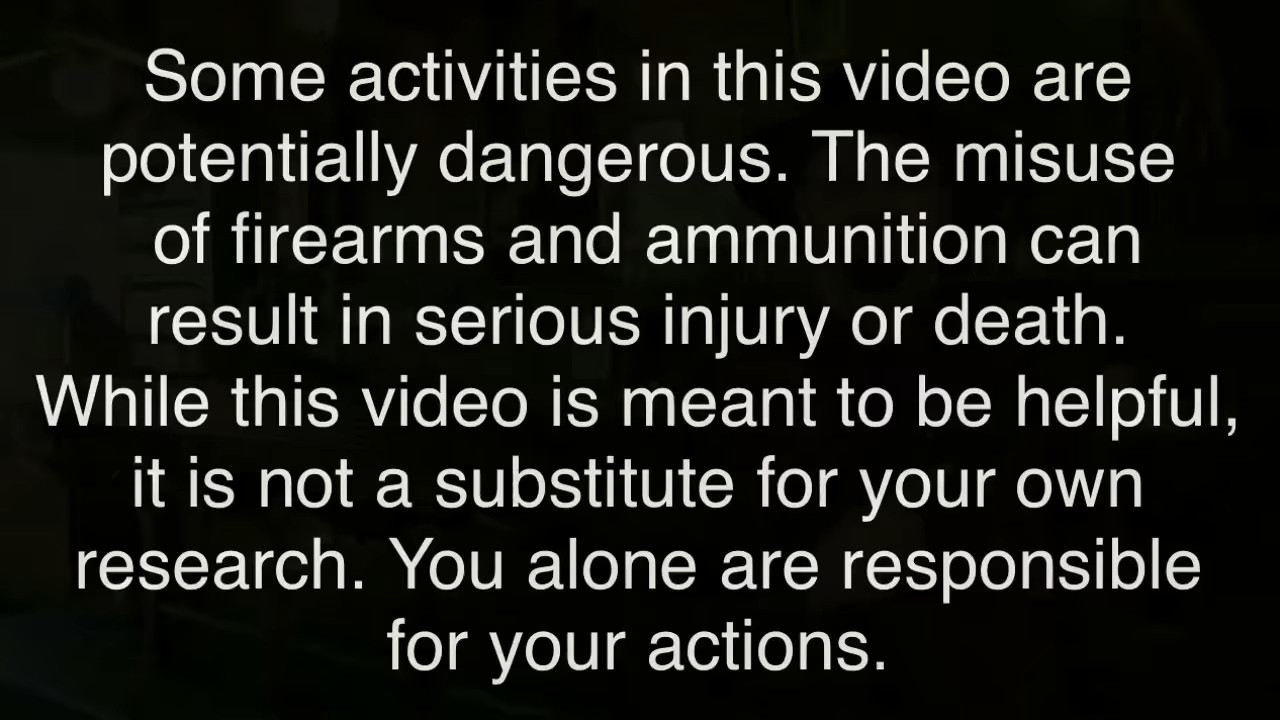 Some activities in this video are
potentially dangerous. The misuse
of firearms and ammunition can
result in serious injury or death.
While this video is meant to be helpful,
it is not a substitute for your own
research. You alone are responsible
for your actions.